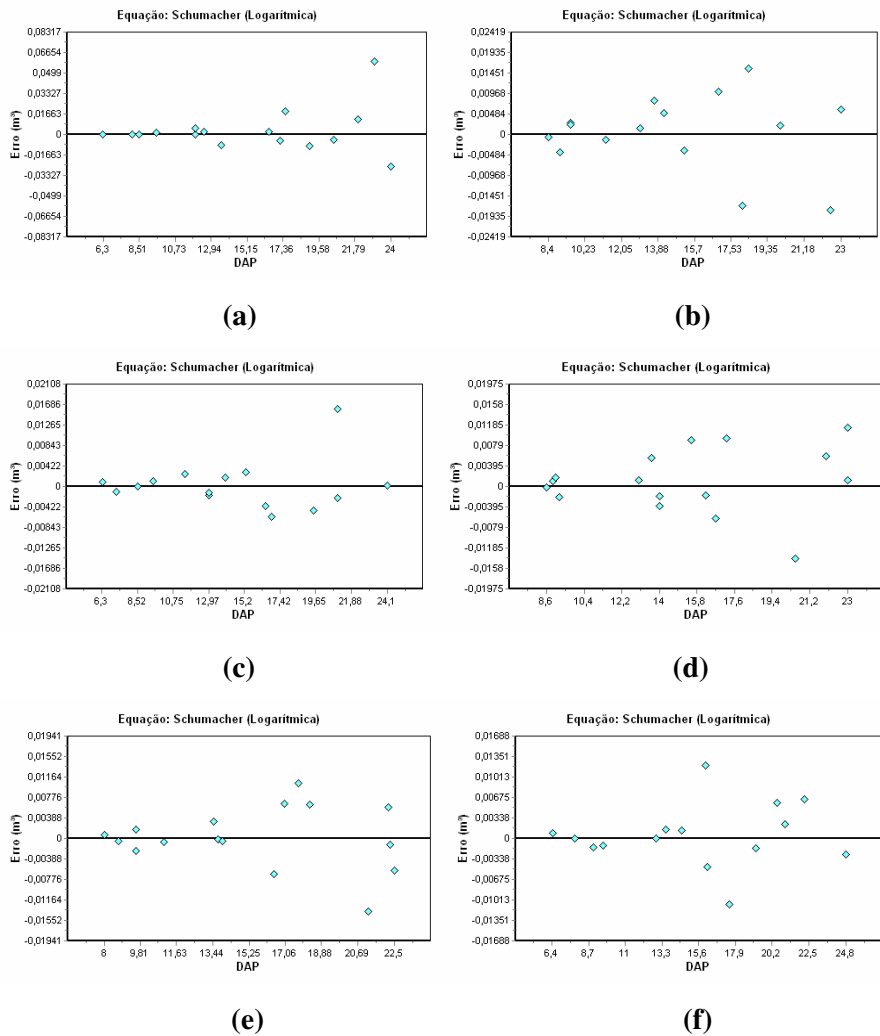 Equação: Schumacher (Logarítmica)
0,08317
0,06654
0,0499
0,03327
0,01663
0
-0,01663
-0,03327
-0,0499
-0,06654
-0,08317
Erro (m³)
6,3 8,51 10,73 12,94 15,15 17,36 19,58 21,79 24
DAP
(a)
Equação: Schumacher (Logarítmica)
0,02419
0,01935
0,01451
0,00968
0,00484
0
-0,00484
-0,00968
-0,01451
-0,01935
-0,02419
Erro (m³)
8,4 10,23 12,05 13,88 15,7 17,53 19,35 21,18 23
DAP
(b)
Equação: Schumacher (Logarítmica)
0,02108
0,01686
0,01265
0,00843
0,00422
0
-0,00422
-0,00843
-0,01265
-0,01686
-0,02108
Erro (m³)
6,3 8,52 10,75 12,97 15,2 17,42 19,65 21,88 24,1
DAP
(c)
Equação: Schumacher (Logarítmica)
0,01975
0,0158
0,01185
0,0079
0,00395
0
-0,00395
-0,0079
-0,01185
-0,0158
-0,01975
Erro (m³)
8,6 10,4 12,2 14 15,8 17,6 19,4 21,2 23
DAP
(d)
Equação: Schumacher (Logarítmica)
0,01941
0,01552
0,01164
0,00776
0,00388
0
-0,00388
-0,00776
-0,01164
-0,01552
-0,01941
Erro (m³)
8 9,81 11,63 13,44 15,25 17,06 18,88 20,69 22,5
DAP
(e)
Equação: Schumacher (Logarítmica)
0,01688
0,01351
0,01013
0,00675
0,00338
0
-0,00338
-0,00675
-0,01013
-0,01351
-0,01688
Erro (m³)
6,4 8,7 11 13,3 15,6 17,9 20,2 22,5 24,8
DAP
(f)